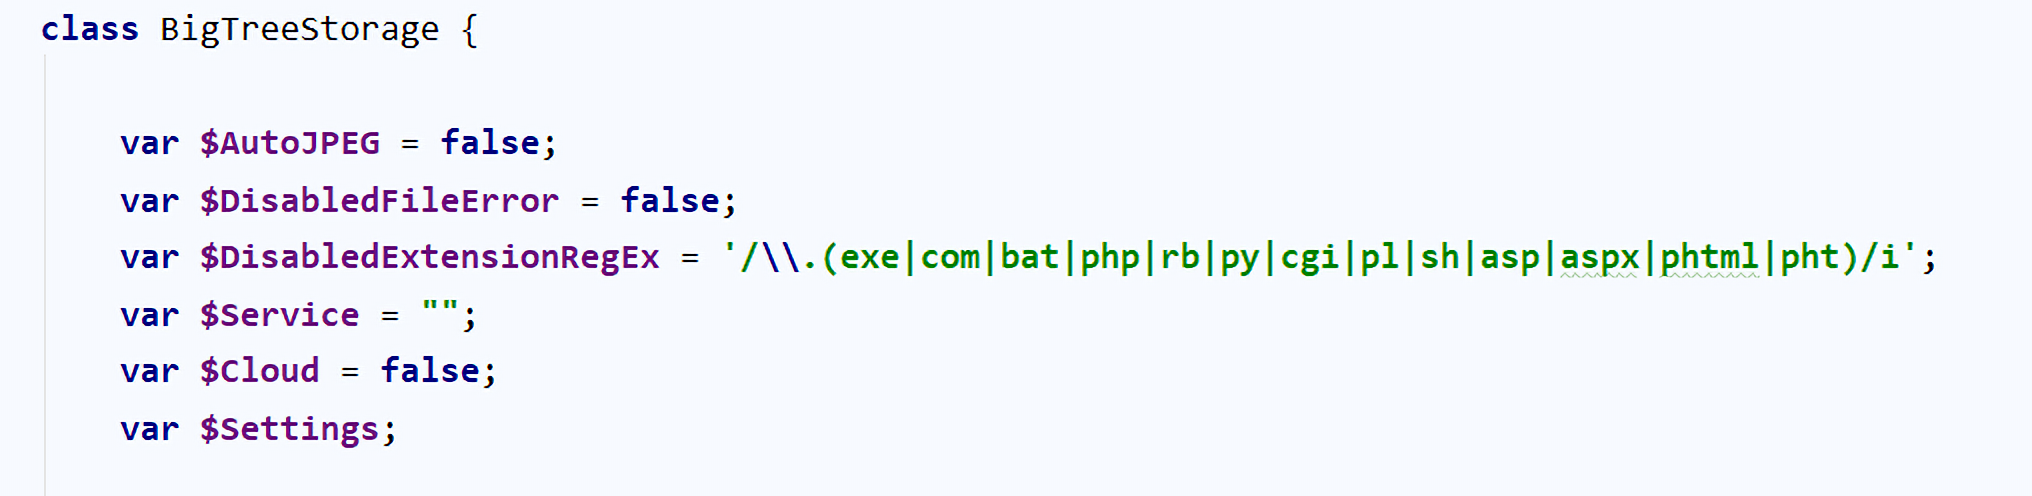 class BigTreeStorage {
var $AutoJPEG = false;
var $DisabledFileError = false;
var $DisabledExtensionRegEx = '/\\.(exe|com|bat|php|rb|py|cgi|pl|sh|asp|aspx|phtml|pht)/i';
var $Service = "";
var $Cloud = false;
var $Settings;